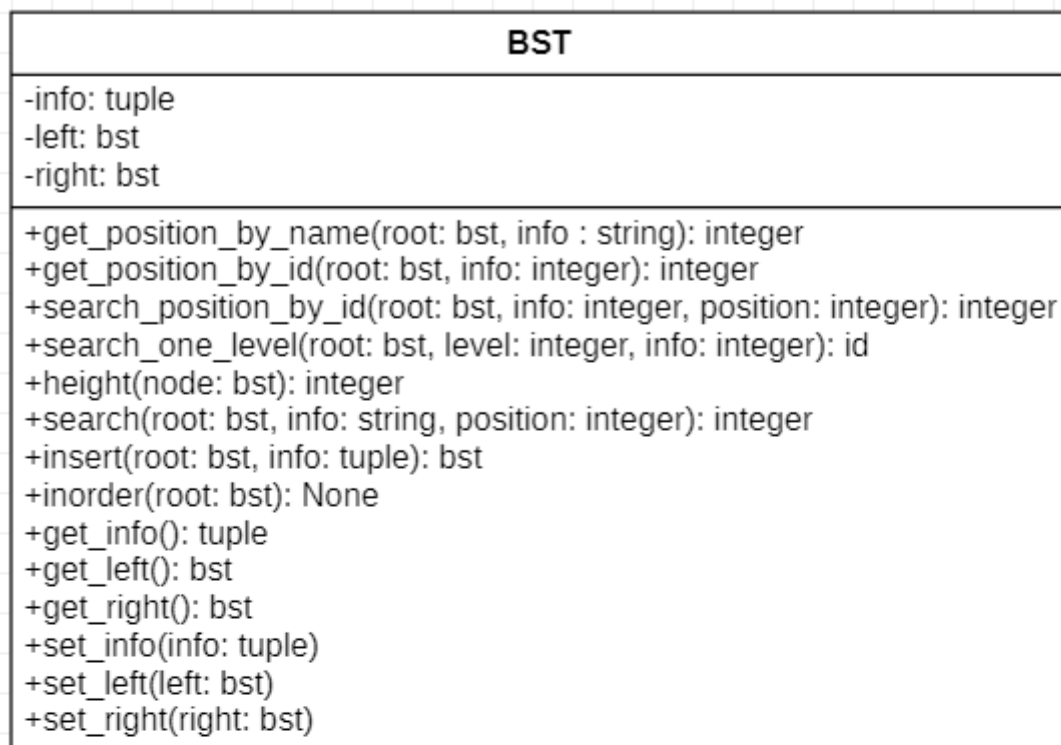 BST
-info: tuple
-left: bst
-right: bst
+get_position_by_name(root: bst, info : string): integer
+get_position_by_id(root: bst, info: integer): integer
+search_position_by_id(root: bst, info: integer, position: integer): integer
+search_one_level(root: bst, level: integer, info: integer): id
+height(node: bst): integer
+search(root: bst, info: string, position: integer): integer
+insert(root: bst, info: tuple): bst
+inorder(root: bst): None
+get_info(): tuple
+get_left(): bst
+get_right(): bst
+set_info(info: tuple)
+set_left(left: bst)
+set_right(right: bst)